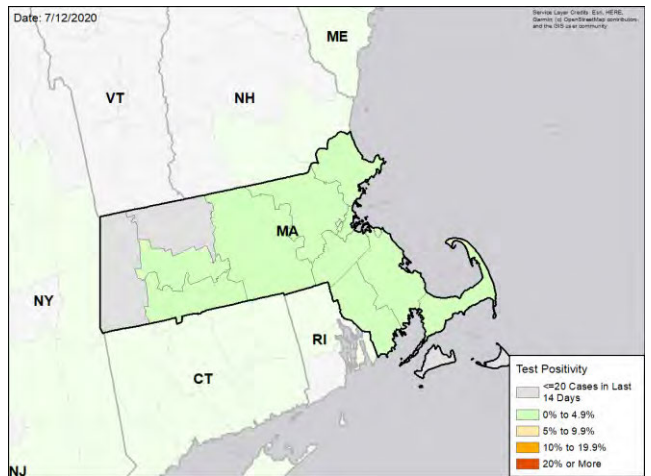 Date: 7/12/2020
Service Layer Credits: Esri, HERE,
Garmin, (c) OpenStreetMap contributors,
and the GIS user community
ME
VT
NH
MA
NY
RI
CT
NJ
Test Positivity
<=20 Cases in Last
14 Days
0% to 4.9%
5% to 9.9%
10% to 19.9%
20% or More